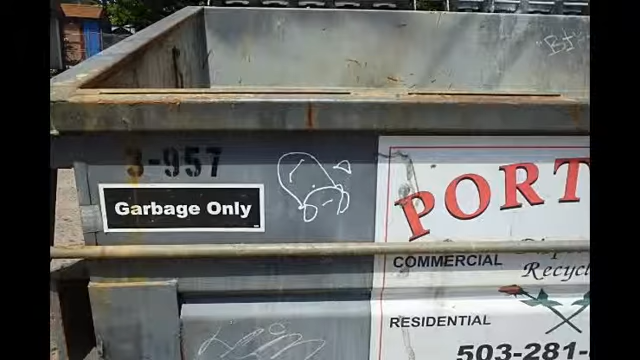 3-957
Garbage Only
PORT
COMMERCIAL
Recycl
RESIDENTIAL
503-281-